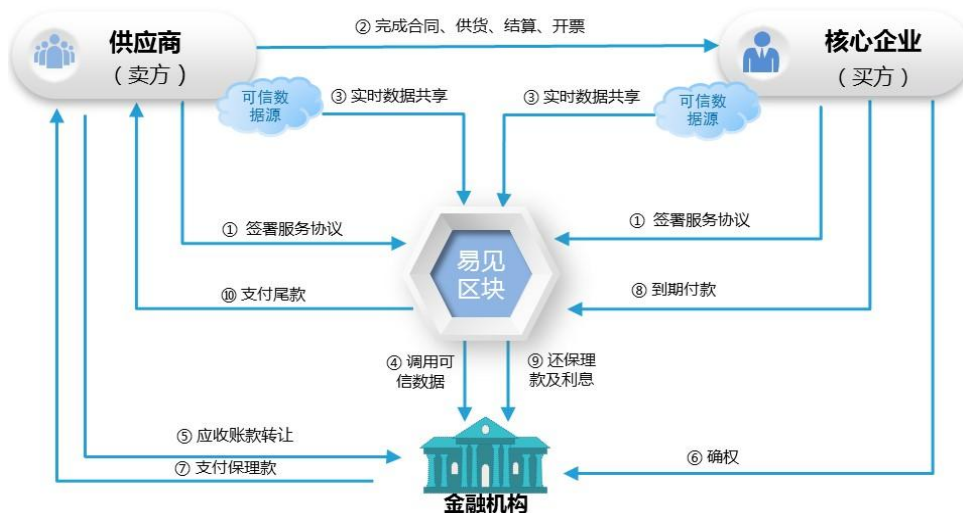 ② 完成合同、供货、结算、开票
供应商
（卖方）
核心企业
（买方）
可信数
据源
③ 实时数据共享
③ 实时数据共享
可信数
据源
① 签署服务协议
① 签署服务协议
易见
区块
⑩ 支付尾款
⑧ 到期付款
④ 调用可
信数据
⑨ 还保理
款及利息
⑤ 应收账款转让
⑦ 支付保理款
⑥ 确权
金融机构